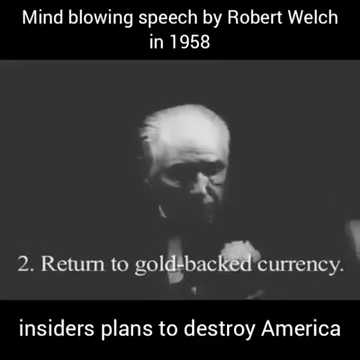 Mind blowing speech by Robert Welch
in 1958
2. Return to gold-backed currency.
insiders plans to destroy America